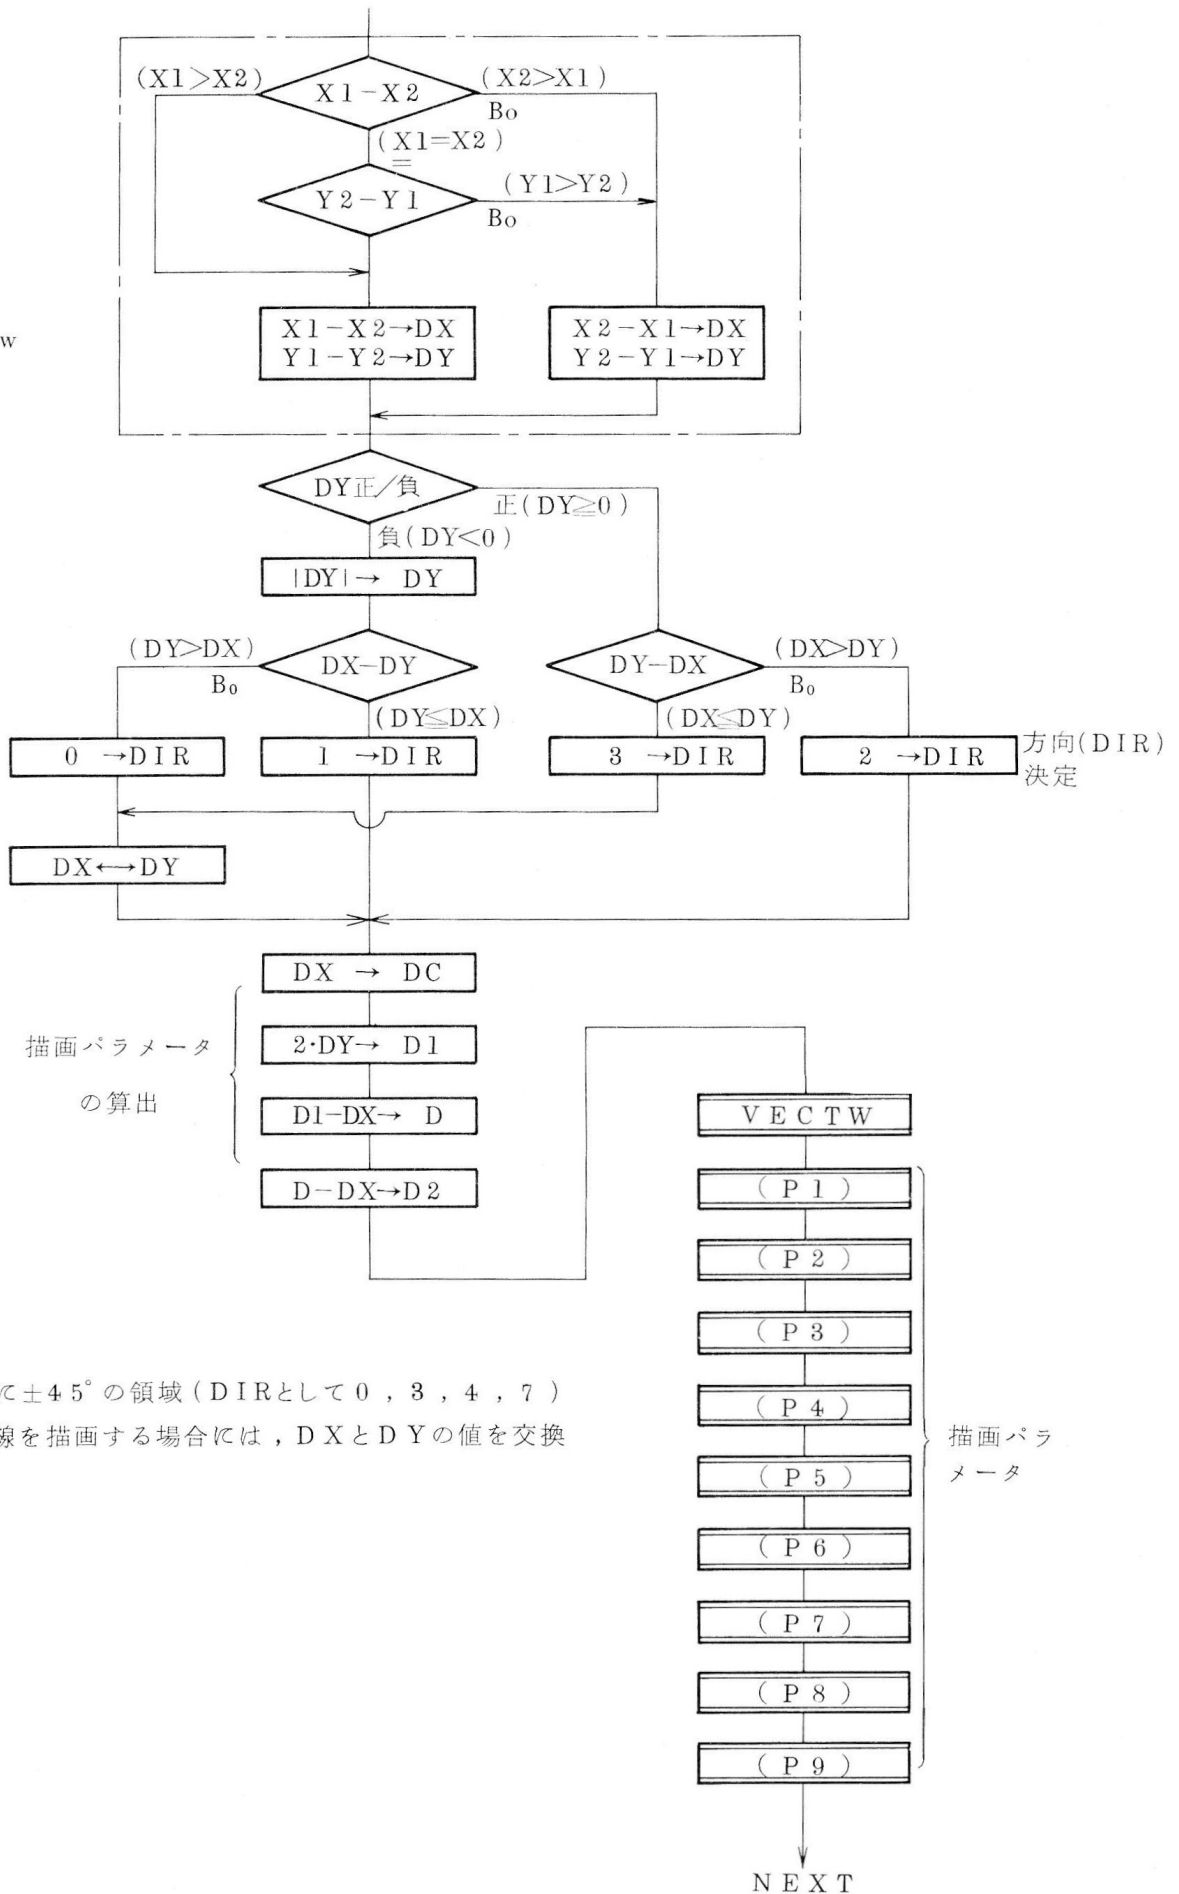 (X1>X2)
X1-X2
(X2>X1)
Bo
(X1=X2)
=
Y2-Y1
(Y1>Y2)
Bo
w
X1-X2→DX
Y1-Y2→DY
X2-X1→DX
Y2-Y1→DY
DY正/負
正(DY≧0)
負(DY<0)
|DY|→ DY
(DY>DX)
DX-DY
B₀
(DY≦DX)
DY-DX
(DX>DY)
B₀
(DX≦DY)
0 →DIR
1 →DIR
3 →DIR
2 →DIR
方向(DIR)
決定
DX←→DY
DX → DC
描画パラメータ
の算出
2·DY→ D1
D1-DX→ D
D-DX→D2
VECTW
(P1)
(P2)
(P3)
(P4)
(P5)
(P6)
(P7)
(P8)
(P9)
描画パラ
メータ
NEXT
て±45°の領域(DIRとして0,3,4,7)
線を描画する場合には,DXとDYの値を交換